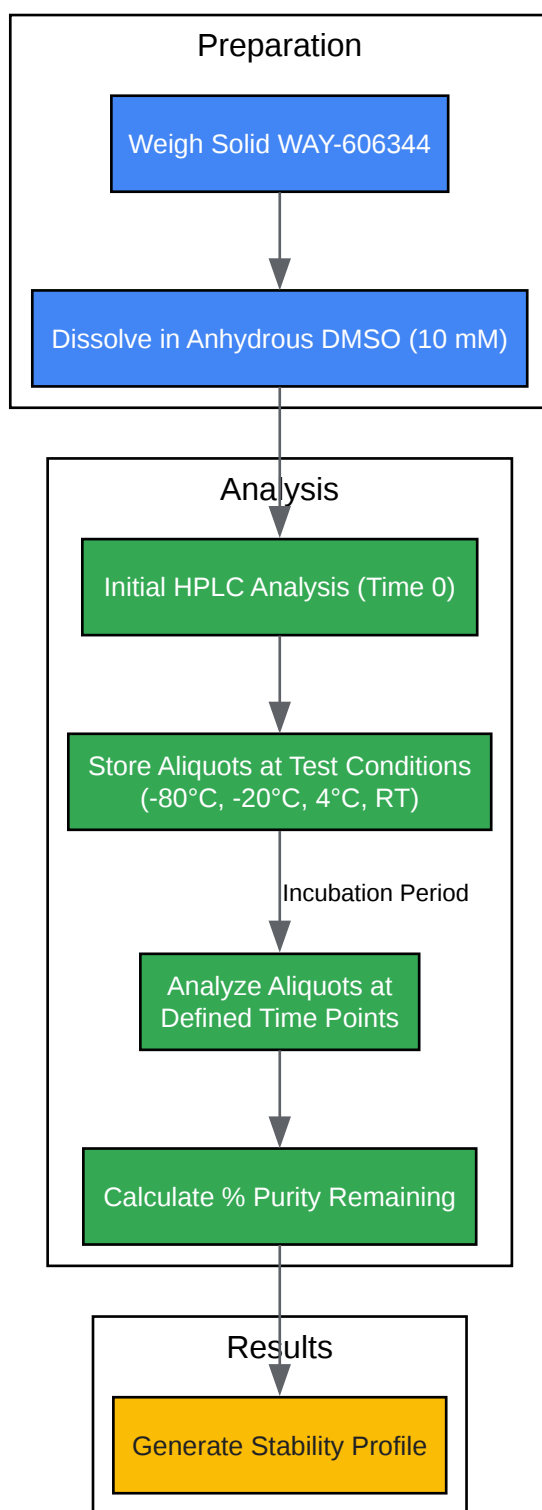 Preparation
Weigh Solid WAY-606344
Dissolve in Anhydrous DMSO (10 mM)
Analysis
Initial HPLC Analysis (Time 0)
Store Aliquots at Test Conditions
(-80°C, -20°C, 4°C, RT)
Incubation Period
Analyze Aliquots at
Defined Time Points
Calculate % Purity Remaining
Results
Generate Stability Profile